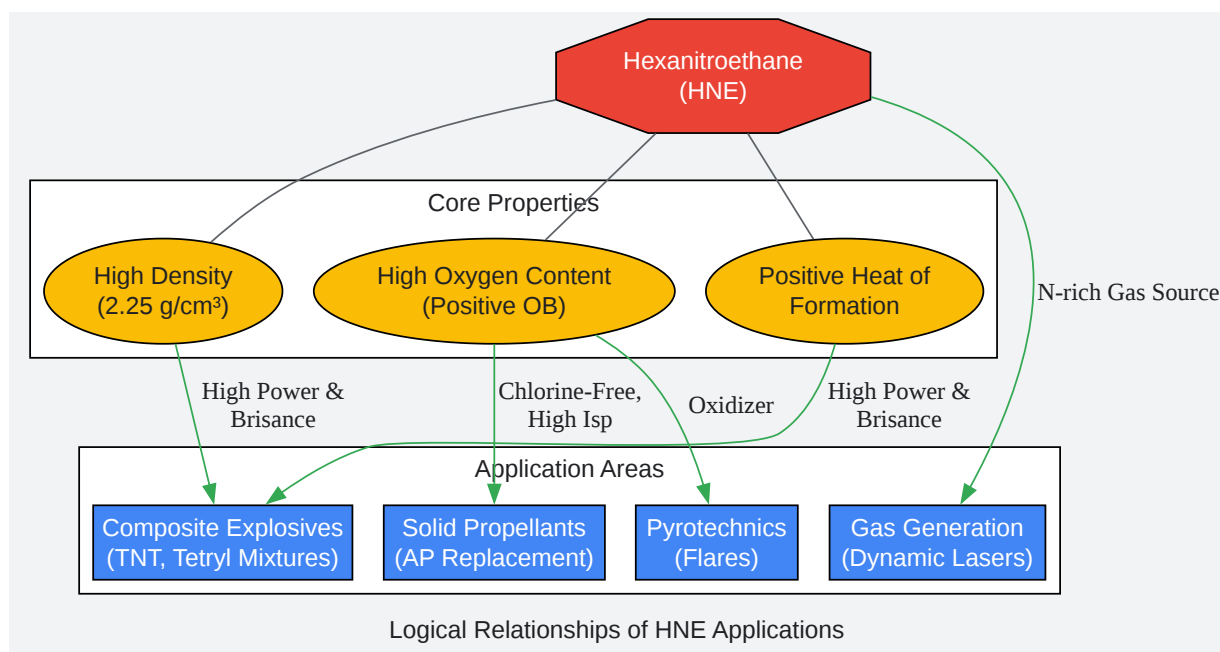 Hexanitroethane
(HNE)
Core Properties
High Density
(2.25 g/cm³)
High Oxygen Content
(Positive OB)
Positive Heat of
Formation
N-rich Gas Source
High Power &
Brisance
Chlorine-Free,
High Isp
Oxidizer
High Power &
Brisance
Application Areas
Composite Explosives
(TNT, Tetryl Mixtures)
Solid Propellants
(AP Replacement)
Pyrotechnics
(Flares)
Gas Generation
(Dynamic Lasers)
Logical Relationships of HNE Applications